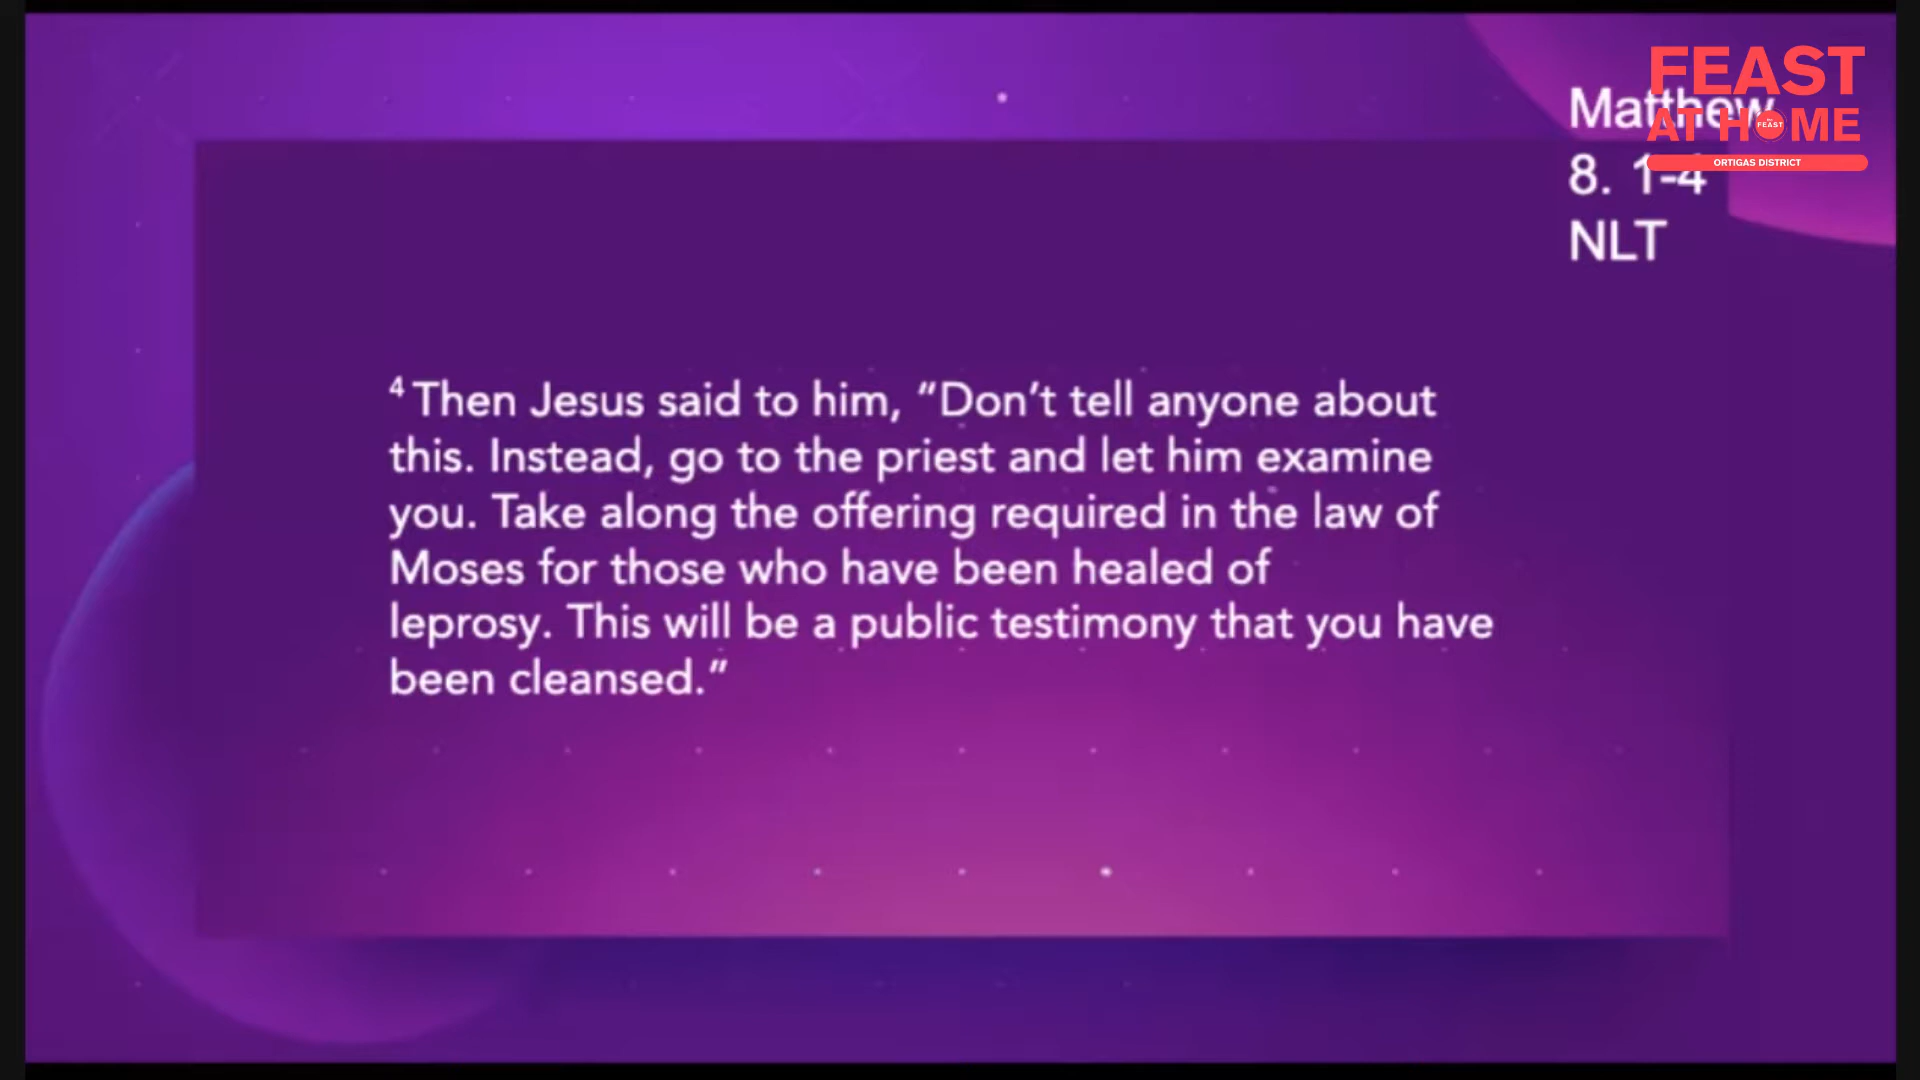 FEAST
AT HOME
FEAST
ORTIGAS DISTRICT
Matthew
8. 1-4
NLT
4 Then Jesus said to him, “Don’t tell anyone about
this. Instead, go to the priest and let him examine
you. Take along the offering required in the law of
Moses for those who have been healed of
leprosy. This will be a public testimony that you have
been cleansed.”